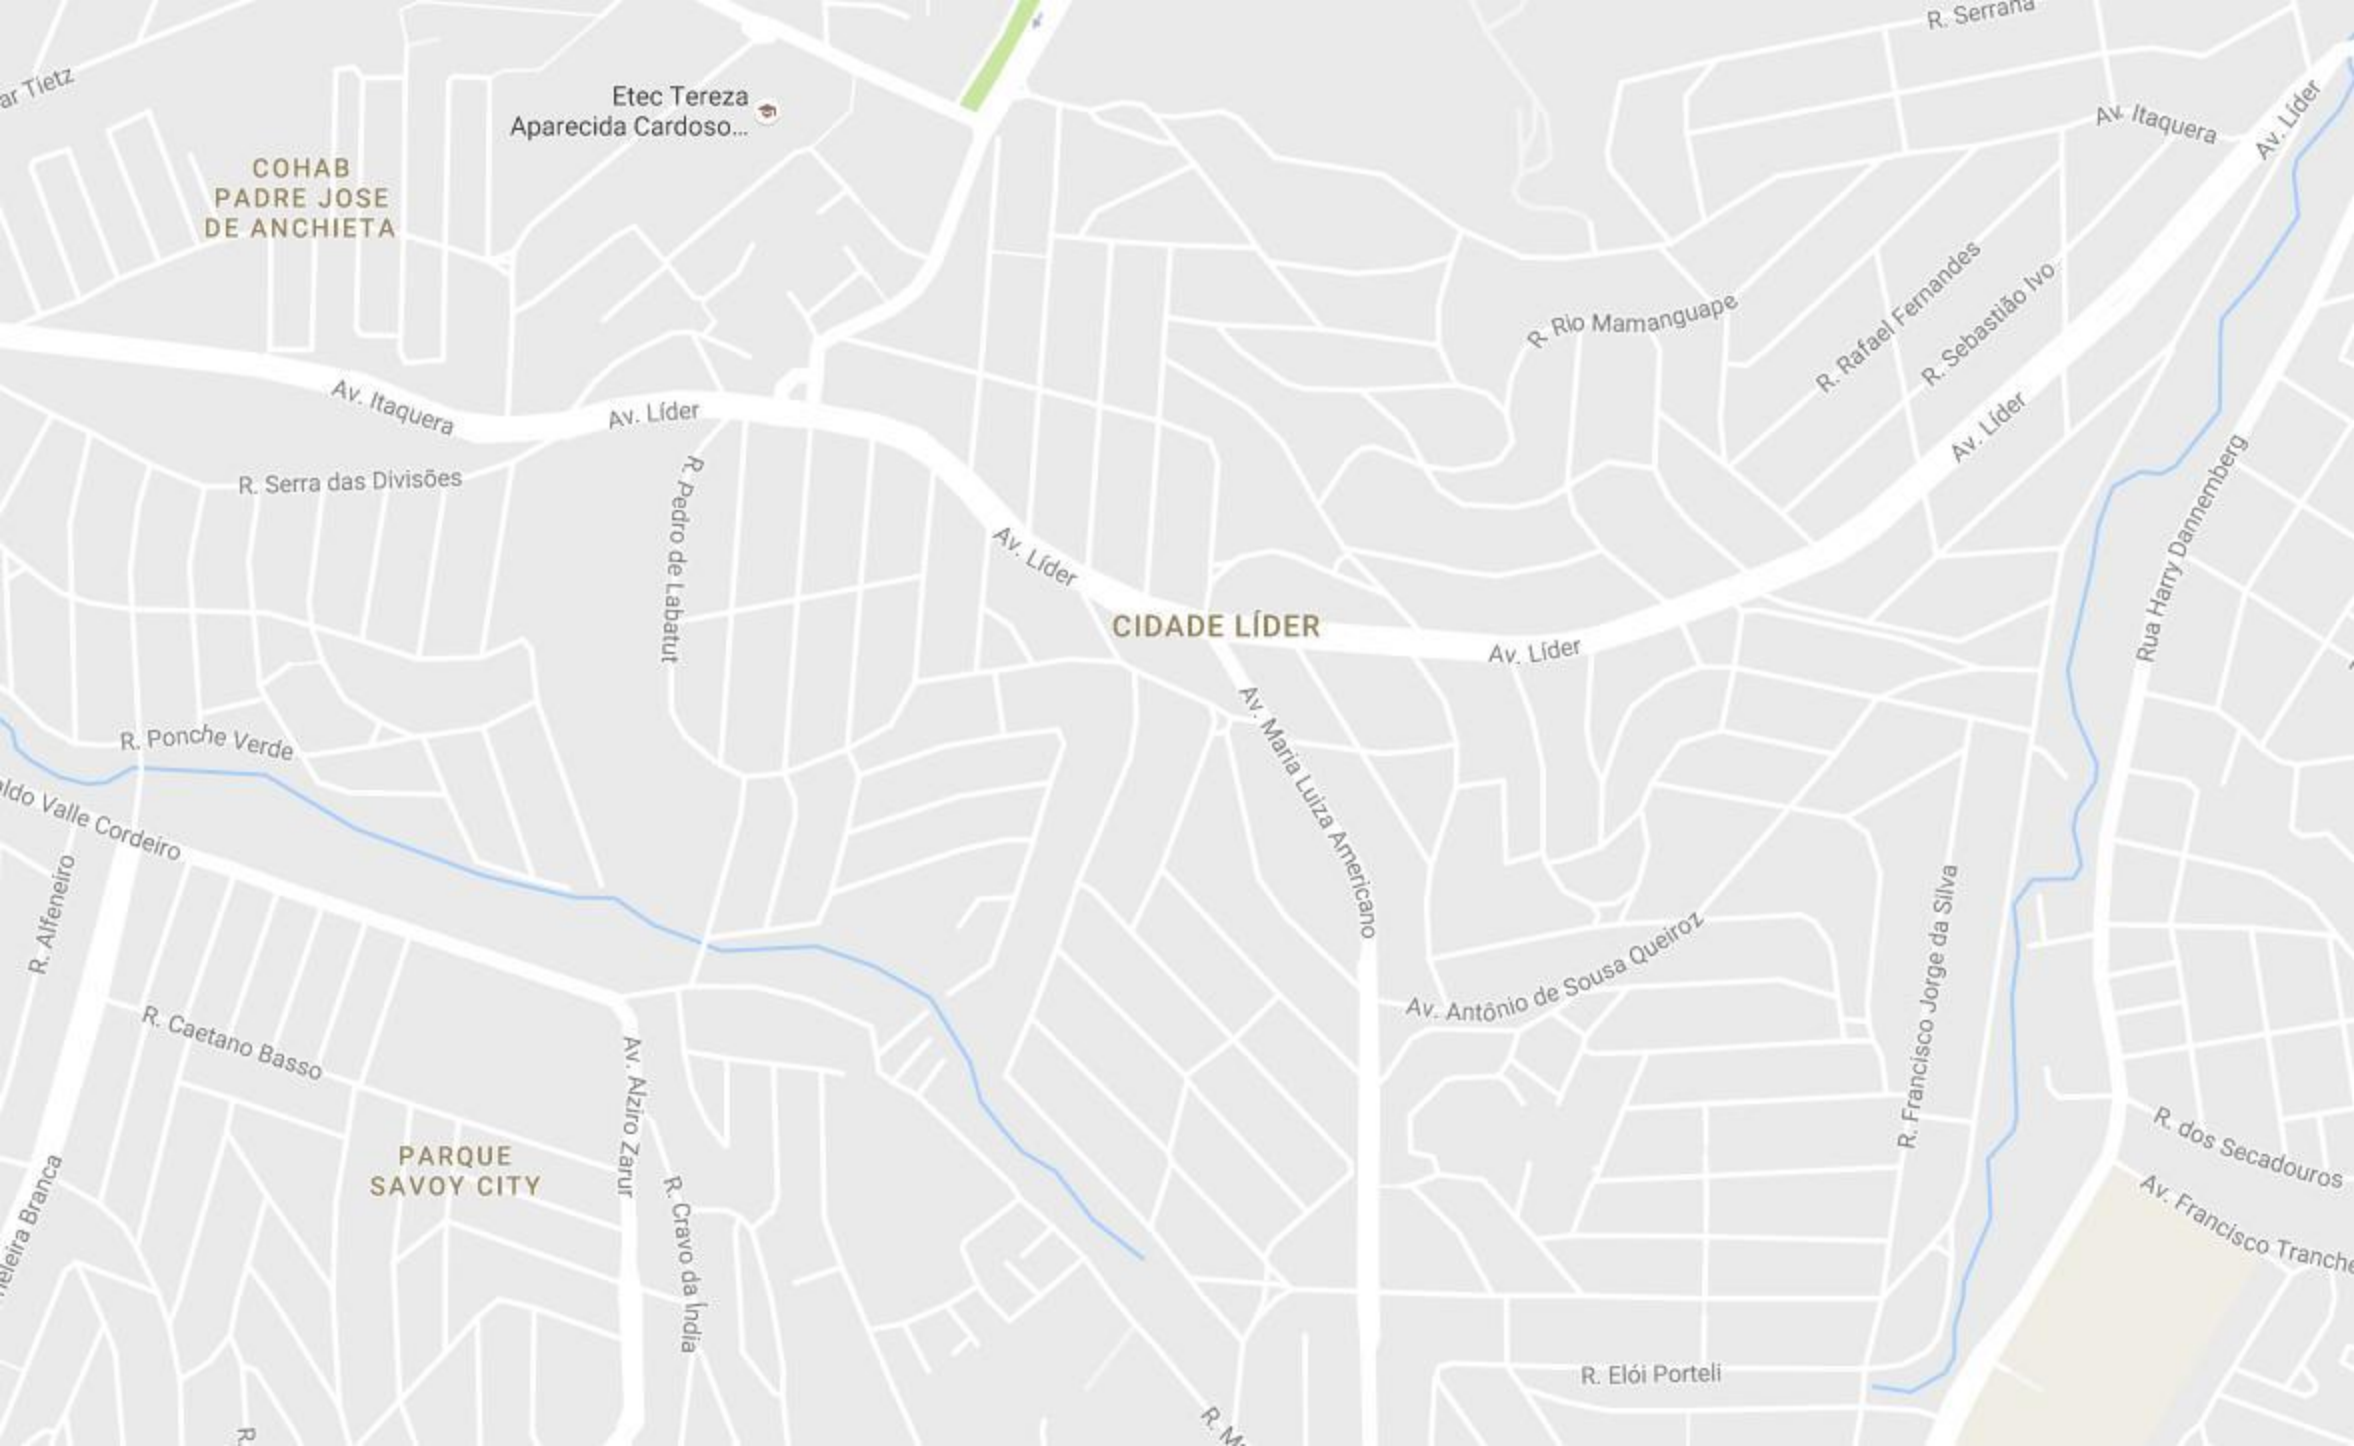 R. Serrana
Tietz
Etec Tereza
Aparecida Cardoso...
Av. Itaquera
Av. Líder
COHAB
PADRE JOSE
DE ANCHIETA
R. Rafael Fernandes
R. Sebastião Ivo
R. Rio Mamanguape
Av. Itaquera
Av. Líder
Av. Líder
R. Serra das Divisões
R. Pedro de Labatut
Av. Líder
Rua Harry Dannemberg
CIDADE LÍDER
Av. Líder
R. Ponche Verde
Av. Maria Luiza Americano
Valle Cordeiro
R. Alfeneiro
Av. Antônio de Sousa Queiroz
R. Francisco Jorge da Silva
R. Caetano Basso
Av. Alziro Zarur
R. dos Secadouros
PARQUE
SAVOY CITY
R. Cravo da Índia
Branca
Av. Francisco
R. Elói Porteli
R.
R.